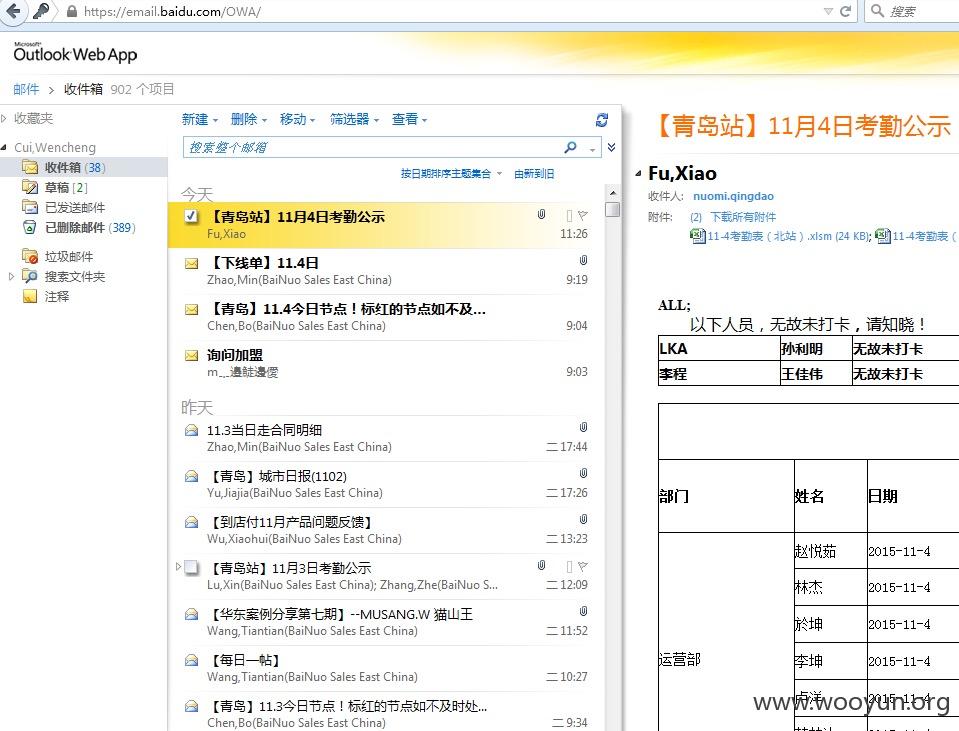 https://email.baidu.com/OWA/
搜索
Microsoft®
Outlook Web App
邮件 > 收件箱 902 个项目
收藏夹
Cui,Wencheng
收件箱 (38)
草稿 [2]
已发送邮件
已删除邮件 (389)
垃圾邮件
搜索文件夹
注释
新建 删除 移动 筛选器 查看
搜索整个邮箱
按日期排序主题集合 由新到旧
今天
【青岛站】11月4日考勤公示
Fu,Xiao 11:26
【下线单】11.4日
Zhao,Min(BaiNuo Sales East China) 9:19
【青岛】11.4今日节点！标红的节点如不及...
Chen,Bo(BaiNuo Sales East China) 9:04
询问加盟
9:03
昨天
11.3当日走合同明细
Zhao,Min(BaiNuo Sales East China) 二 17:44
【青岛】城市日报(1102)
Yu,Jiajia(BaiNuo Sales East China) 二 17:26
【到店付11月产品问题反馈】
Wu,Xiaohui(BaiNuo Sales East China) 二 13:23
【青岛站】11月3日考勤公示
Lu,Xin(BaiNuo Sales East China); Zhang,Zhe(BaiNuo S... 二 12:09
【华东案例分享第七期】--MUSANG.W 猫山王
Wang,Tiantian(BaiNuo Sales East China) 二 11:52
【每日一帖】
Wang,Tiantian(BaiNuo Sales East China) 二 10:27
【青岛】11.3今日节点！标红的节点如不及时处...
Chen,Bo(BaiNuo Sales East China) 二 9:34
【青岛站】11月4日考勤公示
Fu,Xiao
收件人: nuomi.qingdao
附件: (2) 下载所有附件
11-4考勤表（北站）.xlsm (24 KB); 11-4考勤表（
ALL;
以下人员，无故未打卡，请知晓！
LKA 孙利明 无故未打卡
李程 王佳伟 无故未打卡
部门 姓名 日期
运营部
赵悦茹 2015-11-4
林杰 2015-11-4
於坤 2015-11-4
李坤 2015-11-4
2015-11-4
www.wooyun.org